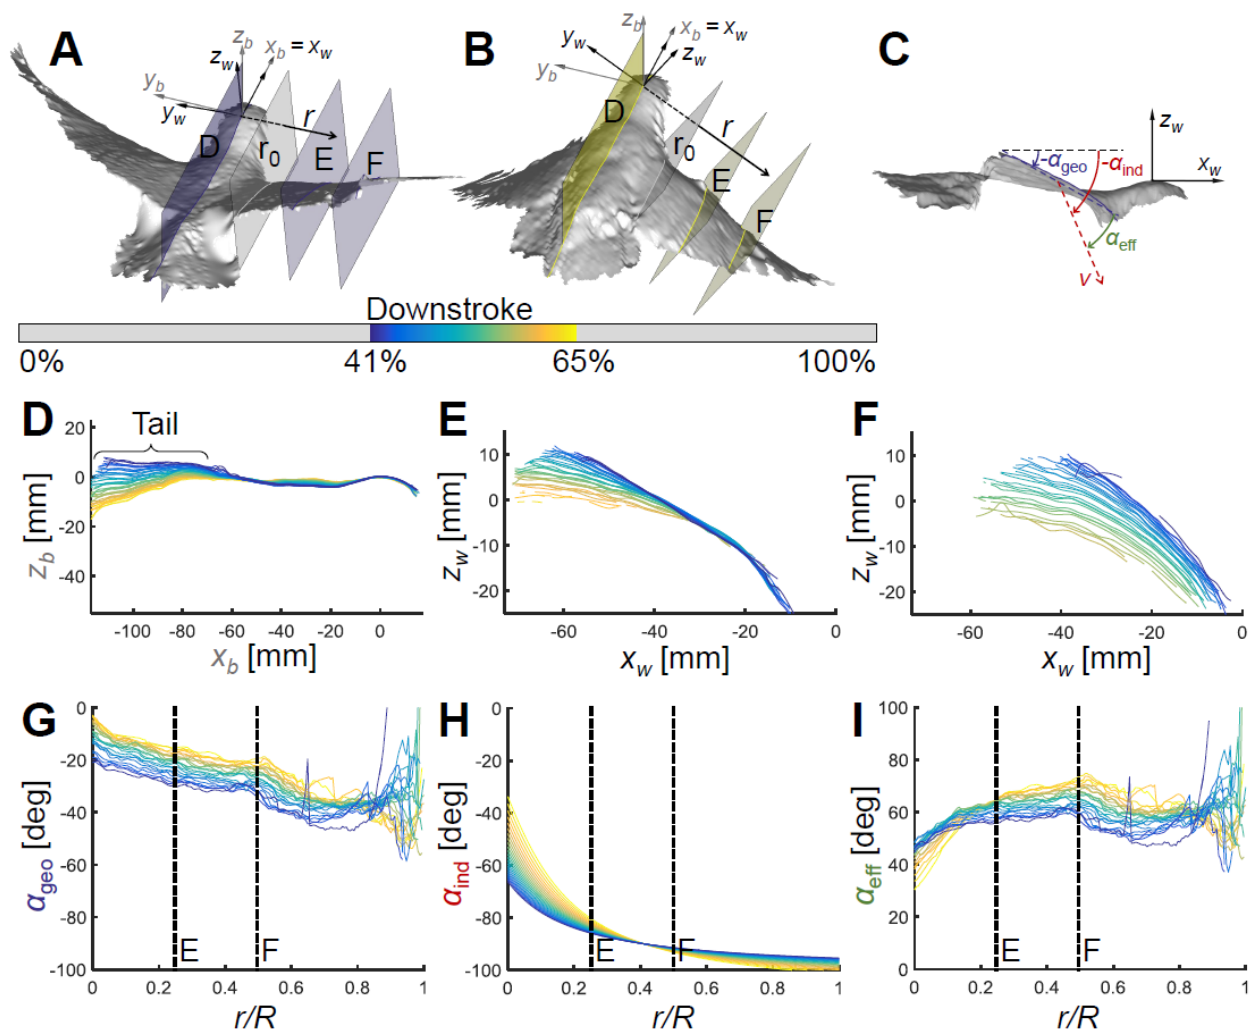 A
B
C
z_b
x_b = x_w
z_w
y_b
y_w
r
D
r_0
E
F
z_b
x_b = x_w
y_w
z_w
y_b
D
r
r_0
E
F
z_w
-α_geo
-α_ind
x_w
α_eff
v
Downstroke
0%
41%
65%
100%
D
Tail
20
0
-20
-40
z_b [mm]
-100
-80
-60
-40
-20
0
x_b [mm]
E
10
0
-10
-20
z_w [mm]
-60
-40
-20
0
x_w [mm]
F
10
0
-10
-20
z_w [mm]
-60
-40
-20
0
x_w [mm]
G
0
-20
-40
-60
-80
-100
α_geo [deg]
E
F
0
0.2
0.4
0.6
0.8
1
r/R
H
0
-20
-40
-60
-80
-100
α_ind [deg]
E
F
0
0.2
0.4
0.6
0.8
1
r/R
I
100
80
60
40
20
0
α_eff [deg]
E
F
0
0.2
0.4
0.6
0.8
1
r/R